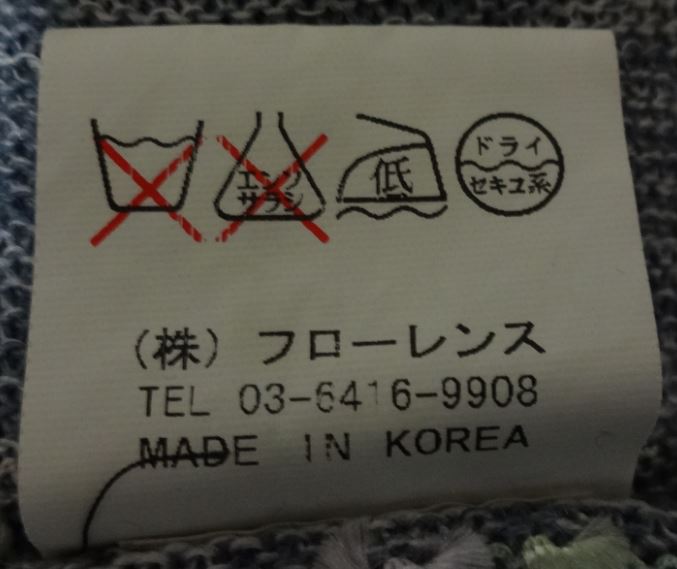 エンソ
サラシ
低
ドライ
セキユ系
（株）フローレンス
TEL 03-6416-9908
MADE IN KOREA